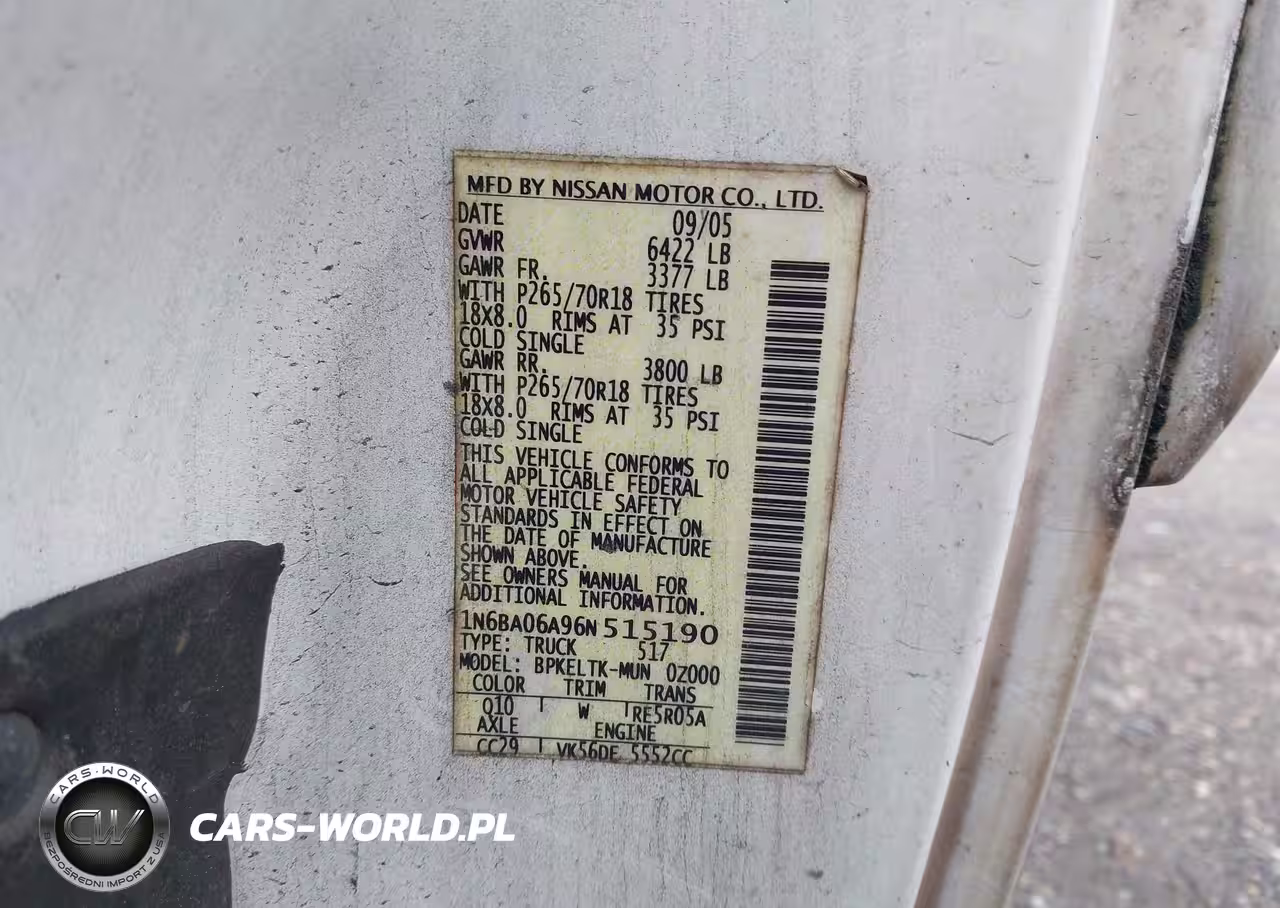 MFD BY NISSAN MOTOR CO., LTD.
DATE 09/05
GVWR 6422 LB
GAWR FR. 3377 LB
WITH P265/70R18 TIRES
18X8.0 RIMS AT 35 PSI
COLD SINGLE
GAWR RR. 3800 LB
WITH P265/70R18 TIRES
18X8.0 RIMS AT 35 PSI
COLD SINGLE
THIS VEHICLE CONFORMS TO
ALL APPLICABLE FEDERAL
MOTOR VEHICLE SAFETY
STANDARDS IN EFFECT ON
THE DATE OF MANUFACTURE
SHOWN ABOVE.
SEE OWNERS MANUAL FOR
ADDITIONAL INFORMATION.
1N6BA06A96N515190
TYPE: TRUCK 517
MODEL: BPKELTK-MUN 0Z000
COLOR TRIM TRANS
Q10 W RE5R05A
AXLE ENGINE
CC29 VK56DE 5552CC
CARS-WORLD
CW
BEZPOŚREDNI IMPORT Z USA
CARS-WORLD.PL